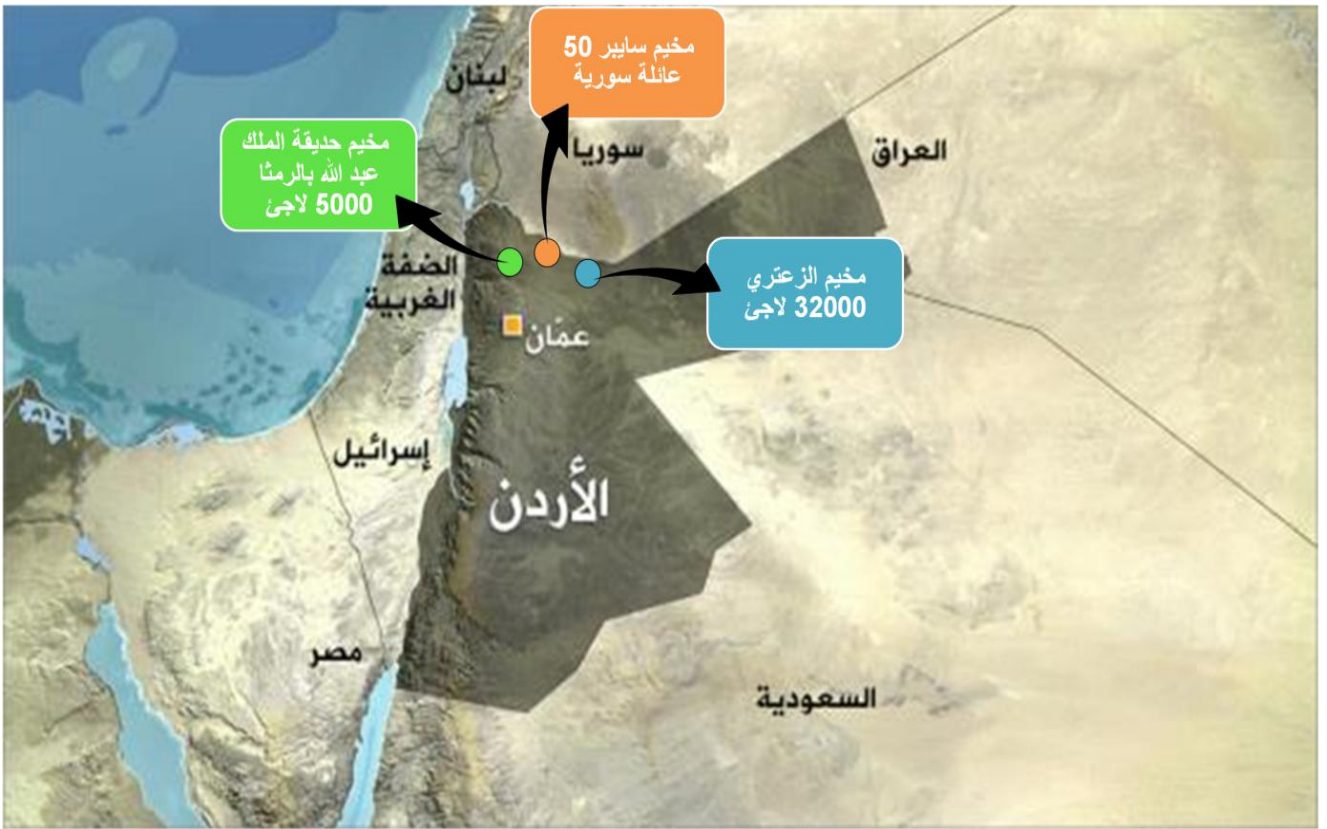 مخيم سايبر 50
عائلة سورية
لبنان
مخيم حديقة الملك
عبد الله بالرمثا
5000 لاجئ
سوريا
العراق
الضفة
الغربية
مخيم الزعتري
32000 لاجئ
عمّان
إسرائيل
الأردن
مصر
السعودية